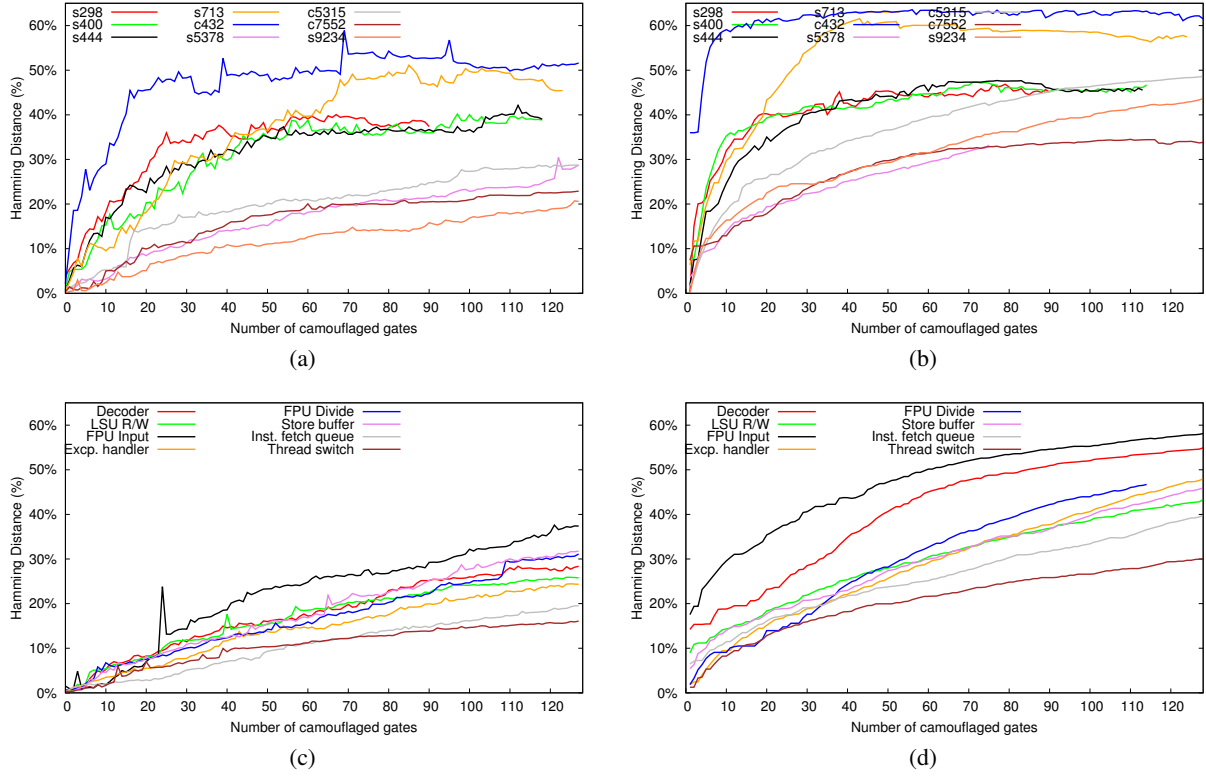 s298 s713 c5315
s400 c432 c7552
s444 s5378 s9234
60%
50%
40%
30%
20%
10%
0%
Hamming Distance (%)
0 10 20 30 40 50 60 70 80 90 100 110 120
Number of camouflaged gates
(a)
s298 s713 c5315
s400 c432 c7552
s444 s5378 s9234
60%
50%
40%
30%
20%
10%
0%
Hamming Distance (%)
10 20 30 40 50 60 70 80 90 100 110 120
Number of camouflaged gates
(b)
Decoder FPU Divide
LSU R/W Store buffer
FPU Input Inst. fetch queue
Excp. handler Thread switch
60%
50%
40%
30%
20%
10%
0%
Hamming Distance (%)
0 10 20 30 40 50 60 70 80 90 100 110 120
Number of camouflaged gates
(c)
Decoder FPU Divide
LSU R/W Store buffer
FPU Input Inst. fetch queue
Excp. handler Thread switch
60%
50%
40%
30%
20%
10%
0%
Hamming Distance (%)
10 20 30 40 50 60 70 80 90 100 110 120
Number of camouflaged gates
(d)